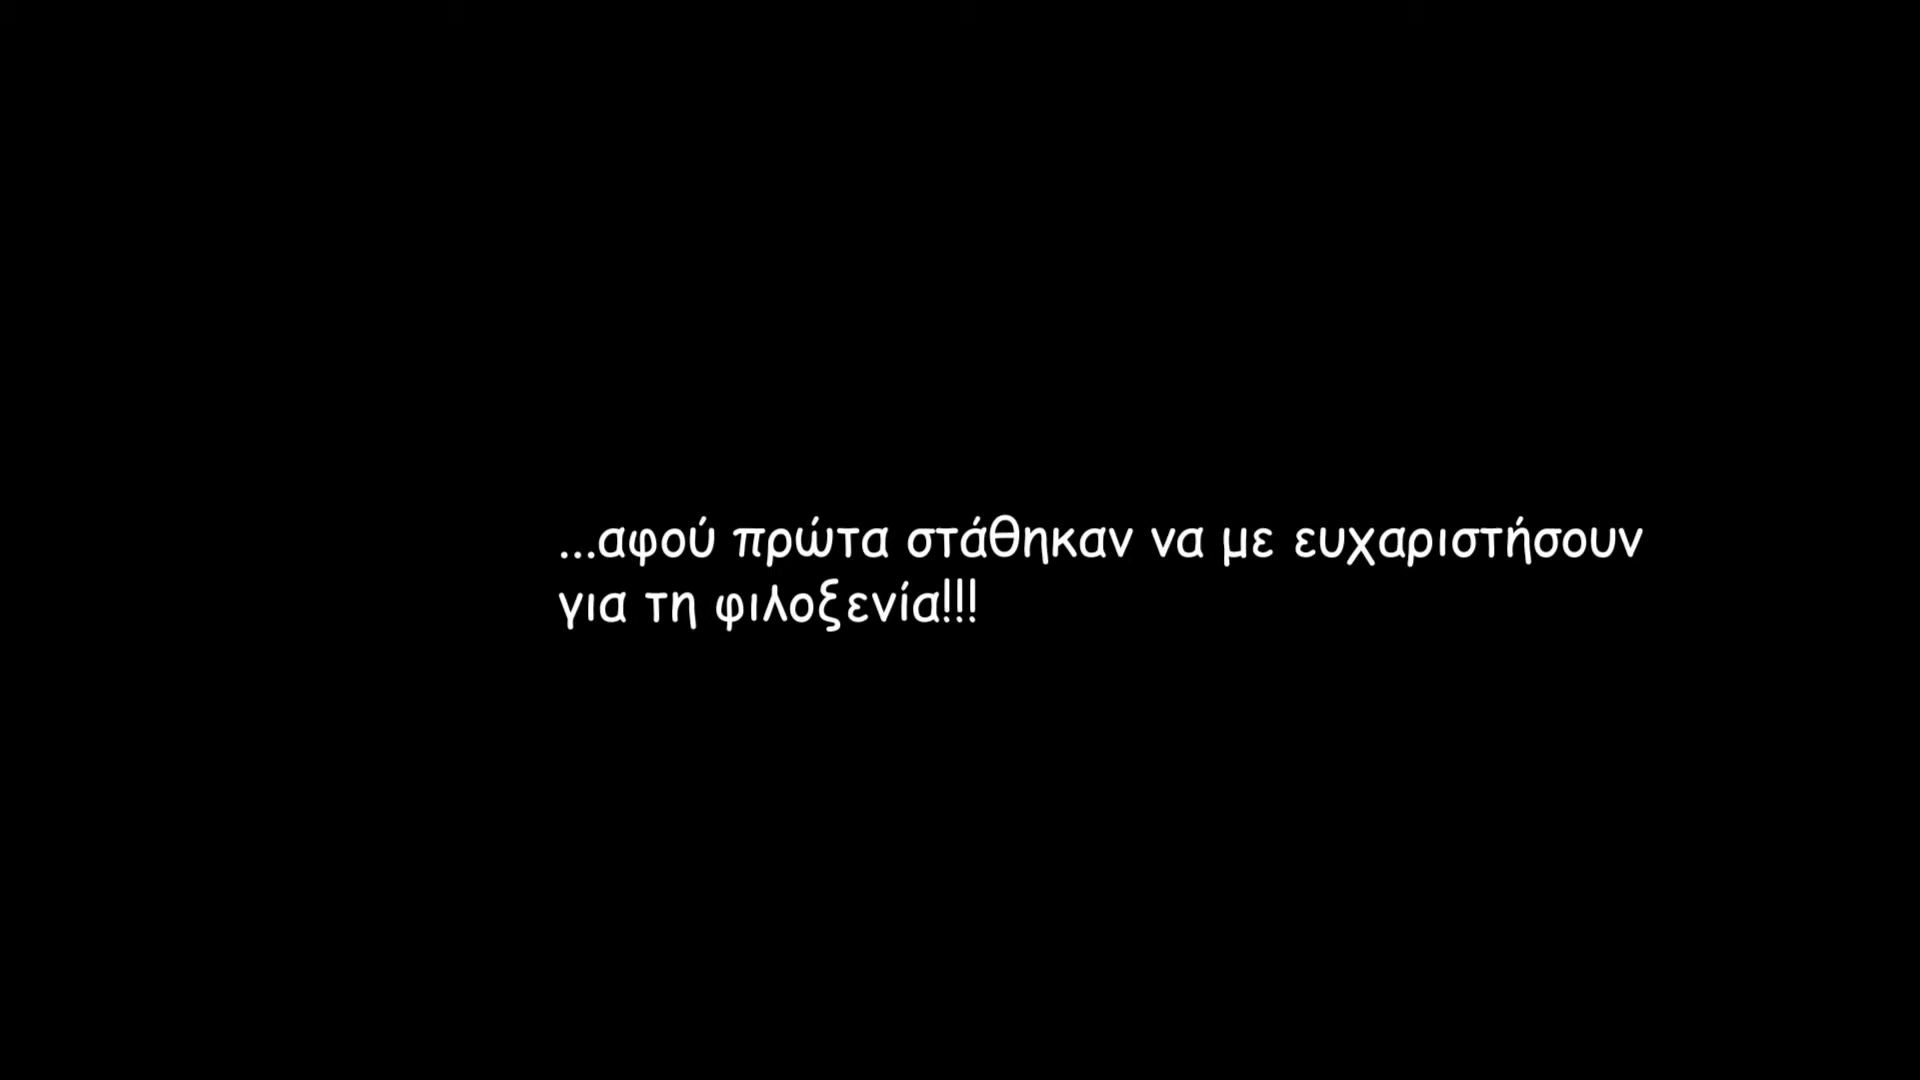 ...αφού πρώτα στάθηκαν να με ευχαριστήσουν
για τη φιλοξενία!!!